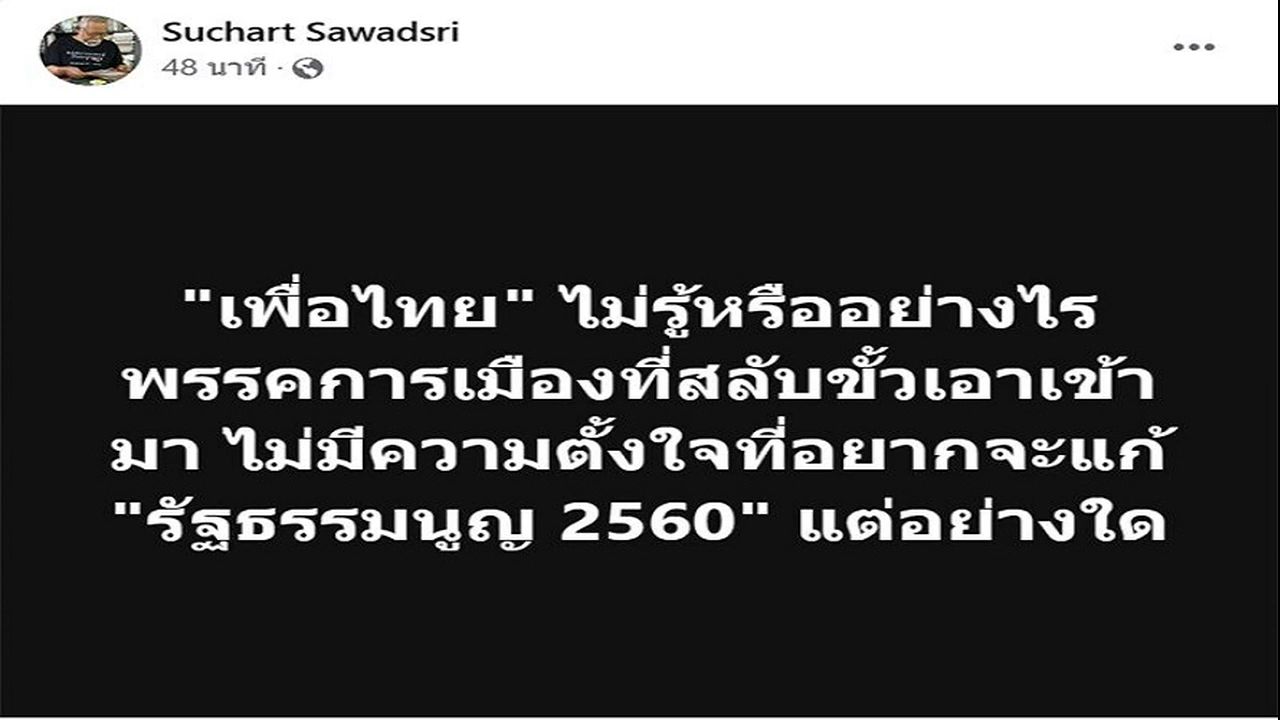 Suchart Sawadsri
48 นาที ·
"เพื่อไทย" ไม่รู้หรืออย่างไร
พรรคการเมืองที่สลับขั้วเอาเข้า
มา ไม่มีความตั้งใจที่อยากจะแก้
"รัฐธรรมนูญ 2560" แต่อย่างใด